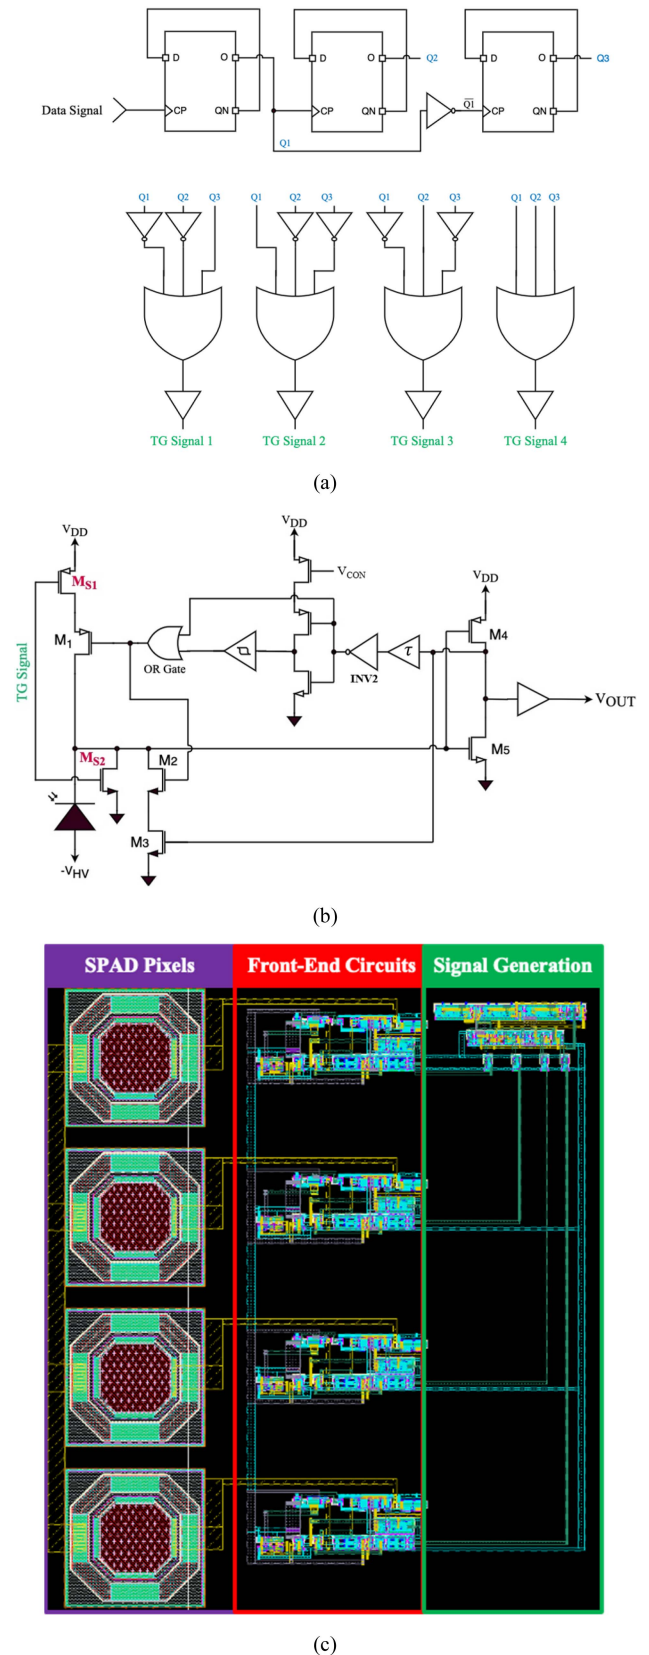 D O D O D O
Q2 Q3
Data Signal CP QN CP QN Q1 CP QN
Q1
Q1 Q2 Q3 Q1 Q2 Q3 Q1 Q2 Q3 Q1 Q2 Q3
TG Signal 1 TG Signal 2 TG Signal 3 TG Signal 4
(a)
VDD VDD
VCON VDD
MS1
M4
M1
TG Signal
OR Gate
τ
INV2
VOUT
MS2 M2 M5
M3
-VHV
(b)
SPAD Pixels Front-End Circuits Signal Generation
(c)